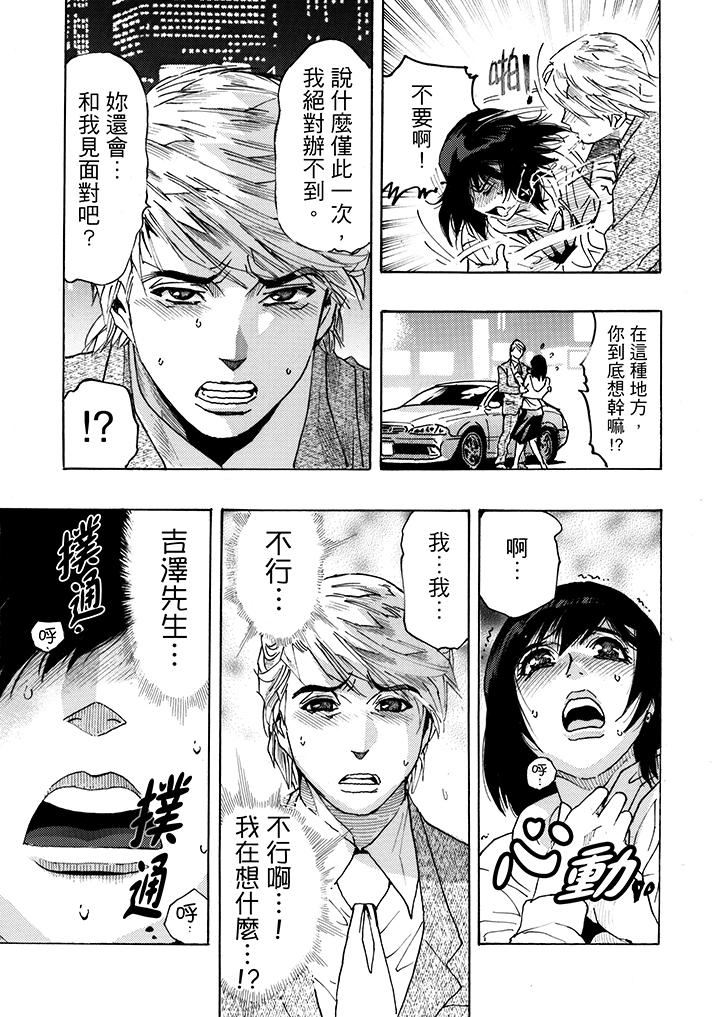 啪!
不要啊！
在這種地方，
你到底想幹嘛!?
說什麼僅此一次，
我絕對辦不到。
妳還會…
和我見面對吧？
!?
啊…
呼…
心動
我…我…
不行…
不行啊…！
我在想什麼…!?
吉澤先生…
撲通
呼
撲通
呼